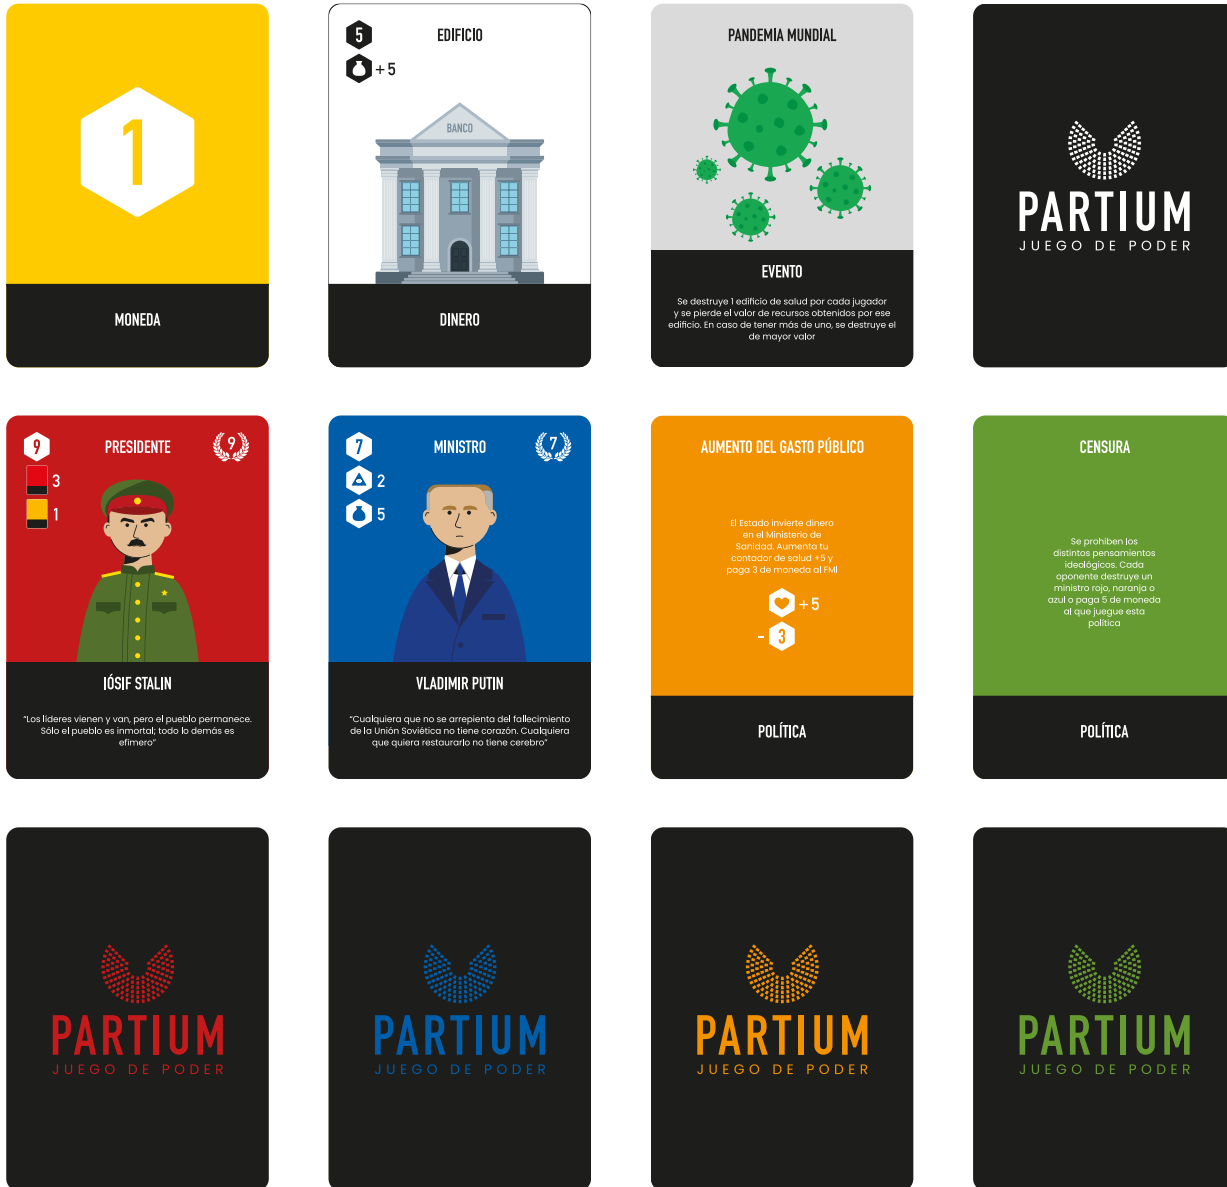 1
MONEDA
5
EDIFICIO
+5
BANCO
DINERO
PANDEMIA MUNDIAL
EVENTO
Se destruye 1 edificio de salud por cada jugador
y se pierde el valor de recursos obtenidos por ese
edificio. En caso de tener más de uno, se destruye el
de mayor valor
PARTIUM
JUEGO DE PODER
9
PRESIDENTE
9
3
1
IÓSIF STALIN
"Los líderes vienen y van, pero el pueblo permanece.
Sólo el pueblo es inmortal; todo lo demás es
efímero"
7
MINISTRO
7
2
5
VLADIMIR PUTIN
"Cualquiera que no se arrepienta del fallecimiento
de la Unión Soviética no tiene corazón. Cualquiera
que quiera restaurarlo no tiene cerebro"
AUMENTO DEL GASTO PÚBLICO
El Estado invierte dinero
en el Ministerio de
Sanidad. Aumenta tu
contador de salud +5 y
paga 3 de moneda al FMI
+5
- 3
POLÍTICA
CENSURA
Se prohiben los
distintos pensamientos
ideológicos. Cada
oponente destruye un
ministro rojo, naranja o
azul o paga 5 de moneda
al que juegue esta
política
POLÍTICA
PARTIUM
JUEGO DE PODER
PARTIUM
JUEGO DE PODER
PARTIUM
JUEGO DE PODER
PARTIUM
JUEGO DE PODER